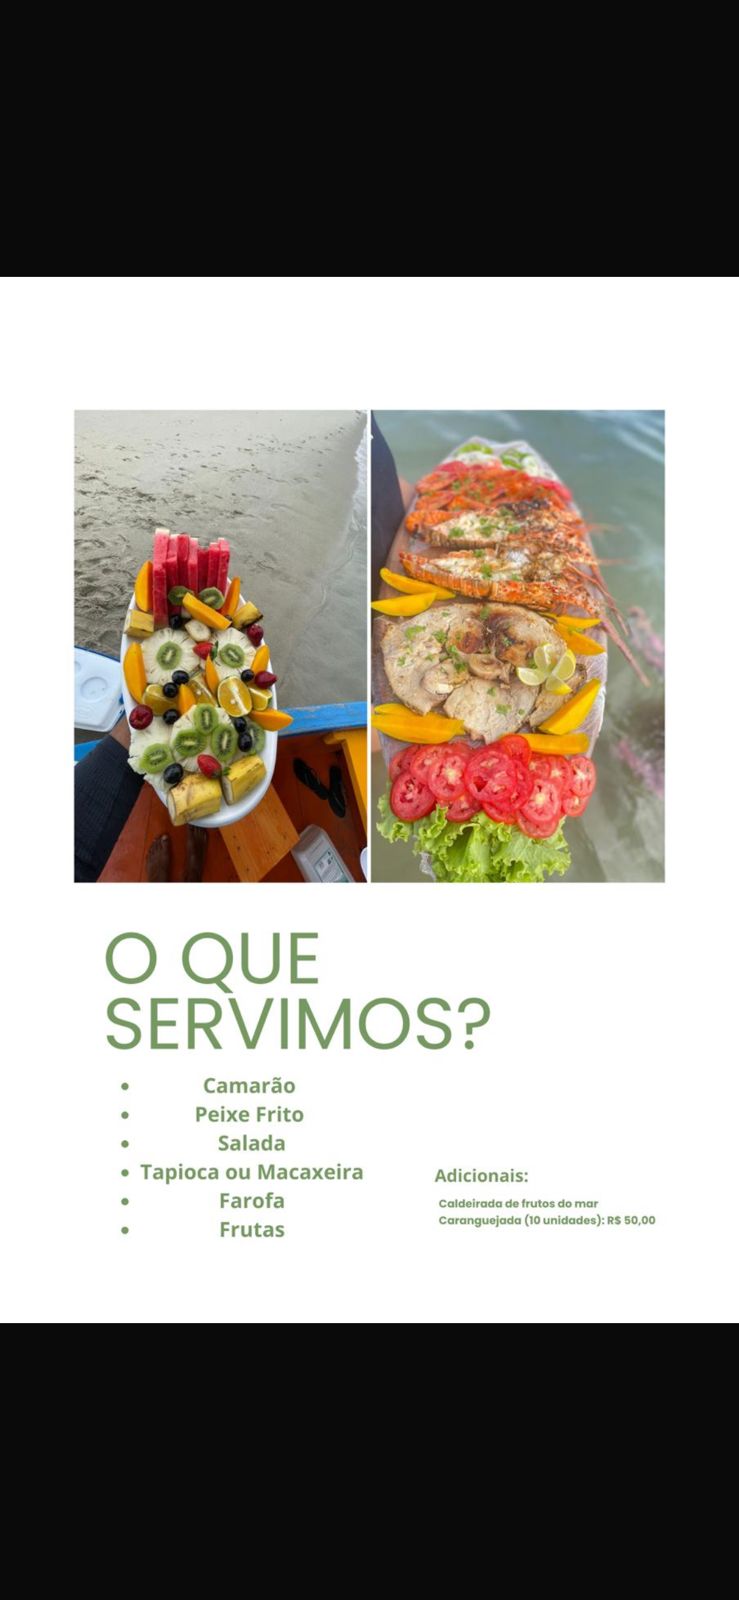 O QUE
SERVIMOS?
• Camarão
• Peixe Frito
• Salada
• Tapioca ou Macaxeira
• Farofa
• Frutas
Adicionais:
Caldeirada de frutos do mar
Caranguejada (10 unidades): R$ 50,00